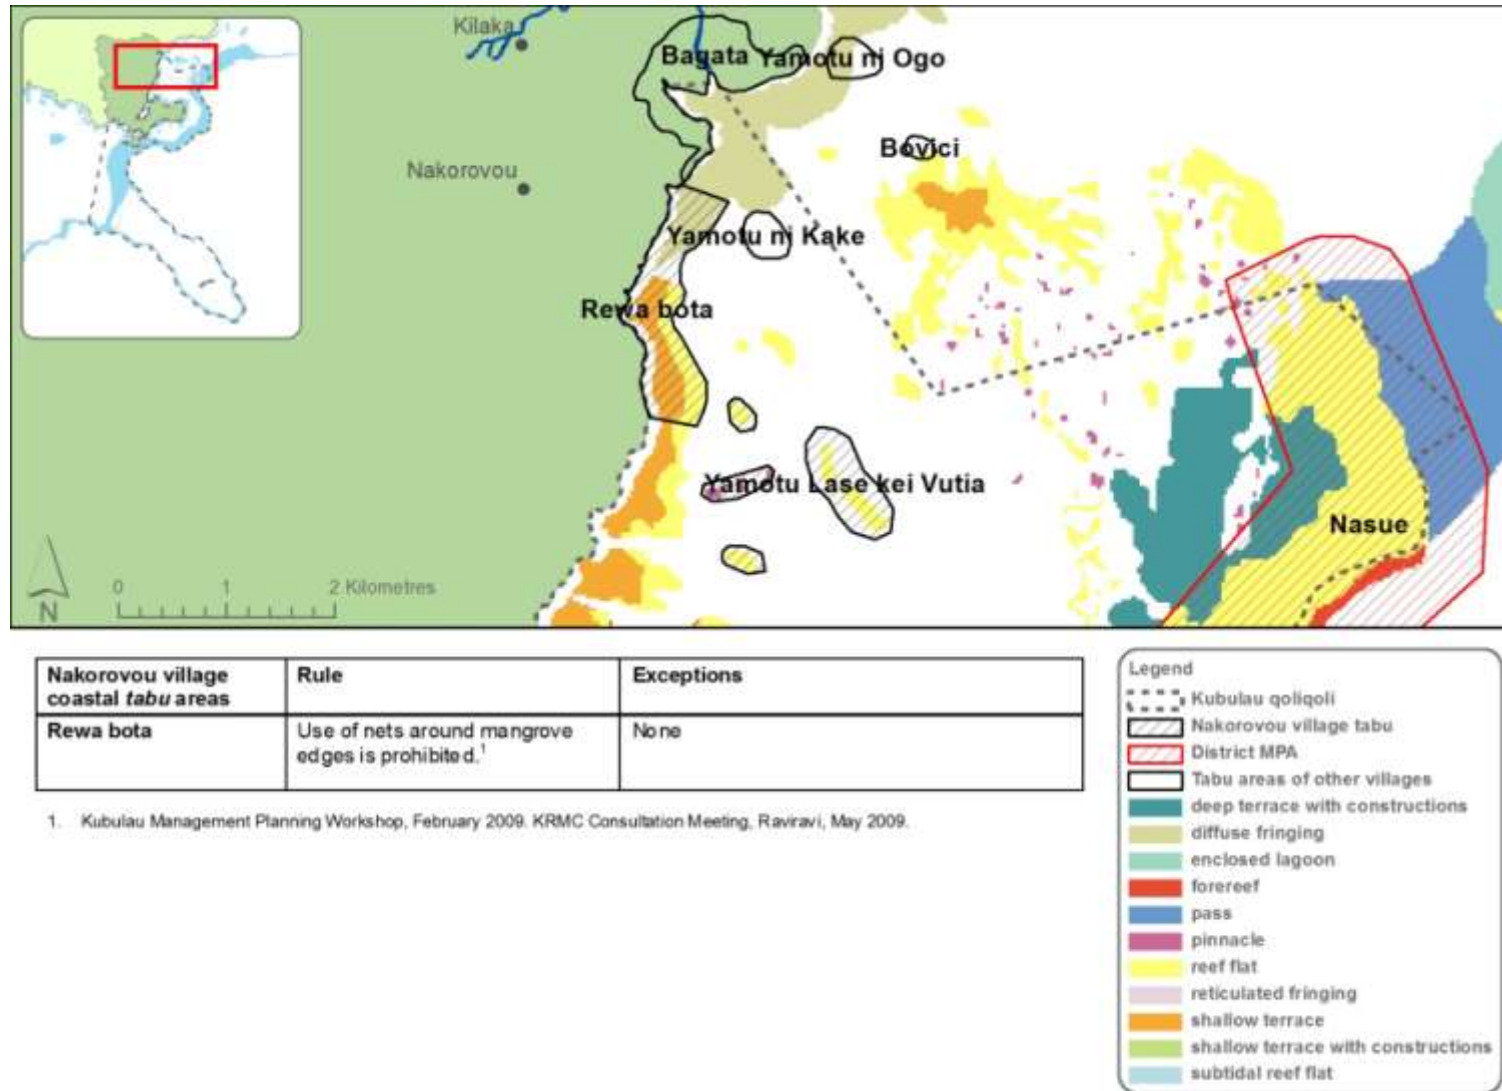 Kilaka
Bagata
Yamotu ni Ogo
Bovici
Nakorovou
Yamotu ni Kake
Rewa bota
Yamotu Lase kei Vutia
Nasue
0 1 2 Kilometres
N
Nakorovou village coastal tabu areas
Rule
Exceptions
Rewa bota
Use of nets around mangrove
edges is prohibited.1
None
1. Kubulau Management Planning Workshop, February 2009. KRMC Consultation Meeting, Raviravi, May 2009.
Legend
Kubulau qoliqoli
Nakorovou village tabu
District MPA
Tabu areas of other villages
deep terrace with constructions
diffuse fringing
enclosed lagoon
forereef
pass
pinnacle
reef flat
reticulated fringing
shallow terrace
shallow terrace with constructions
subtidal reef flat